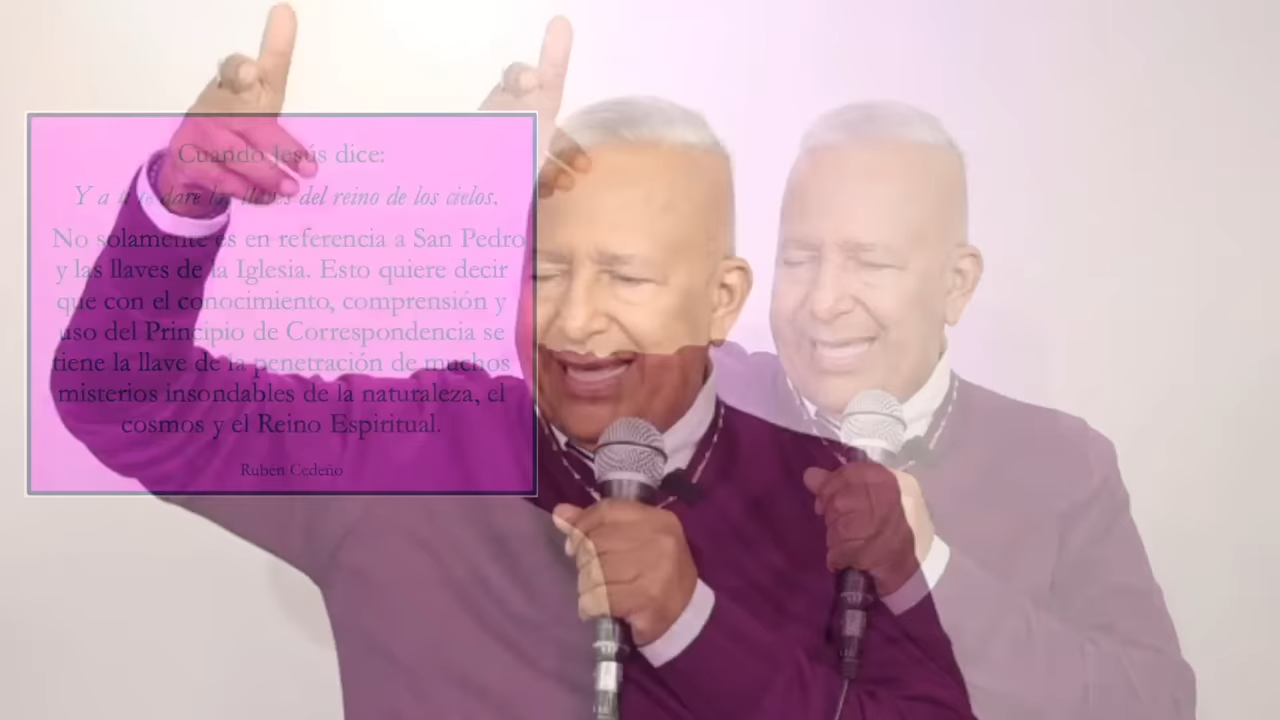 Cuando Jesús dice:
Y a ti te daré las llaves del reino de los cielos.
No solamente es en referencia a San Pedro
y las llaves de la Iglesia. Esto quiere decir
que con el conocimiento, comprensión y
uso del Principio de Correspondencia se
tiene la llave de la penetración de muchos
misterios insondables de la naturaleza, el
cosmos y el Reino Espiritual.
Rubén Cedeño